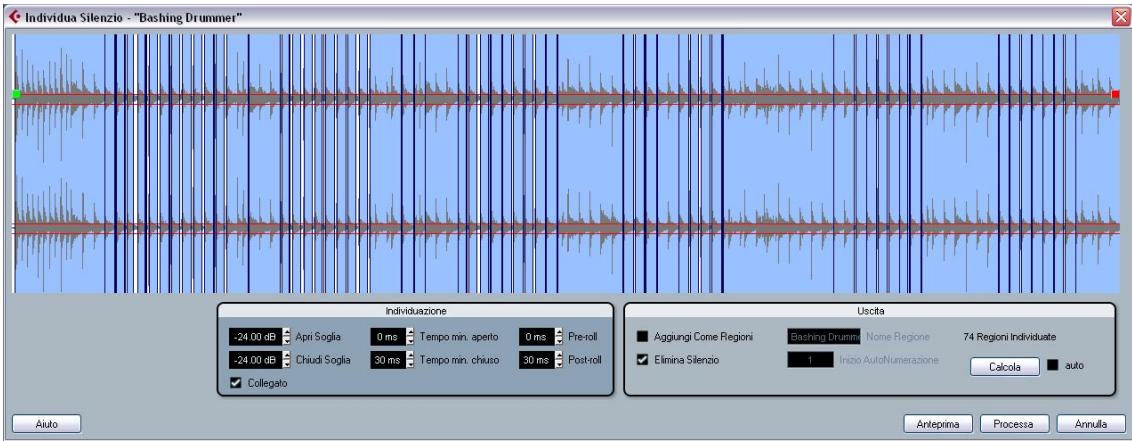 Individua Silenzio - "Bashing Drummer"
Individuazione
-24.00 dB Apri Soglia 0 ms Tempo min. aperto 0 ms Pre-roll
-24.00 dB Chiudi Soglia 30 ms Tempo min. chiuso 30 ms Post-roll
Collegato
Uscita
Aggiungi Come Regioni Bashing Drumm Nome Regione 74 Regioni Individuate
Elimina Silenzio 1 Inizio AutoNumerazione Calcola auto
Aiuto Anteprima Processa Annulla